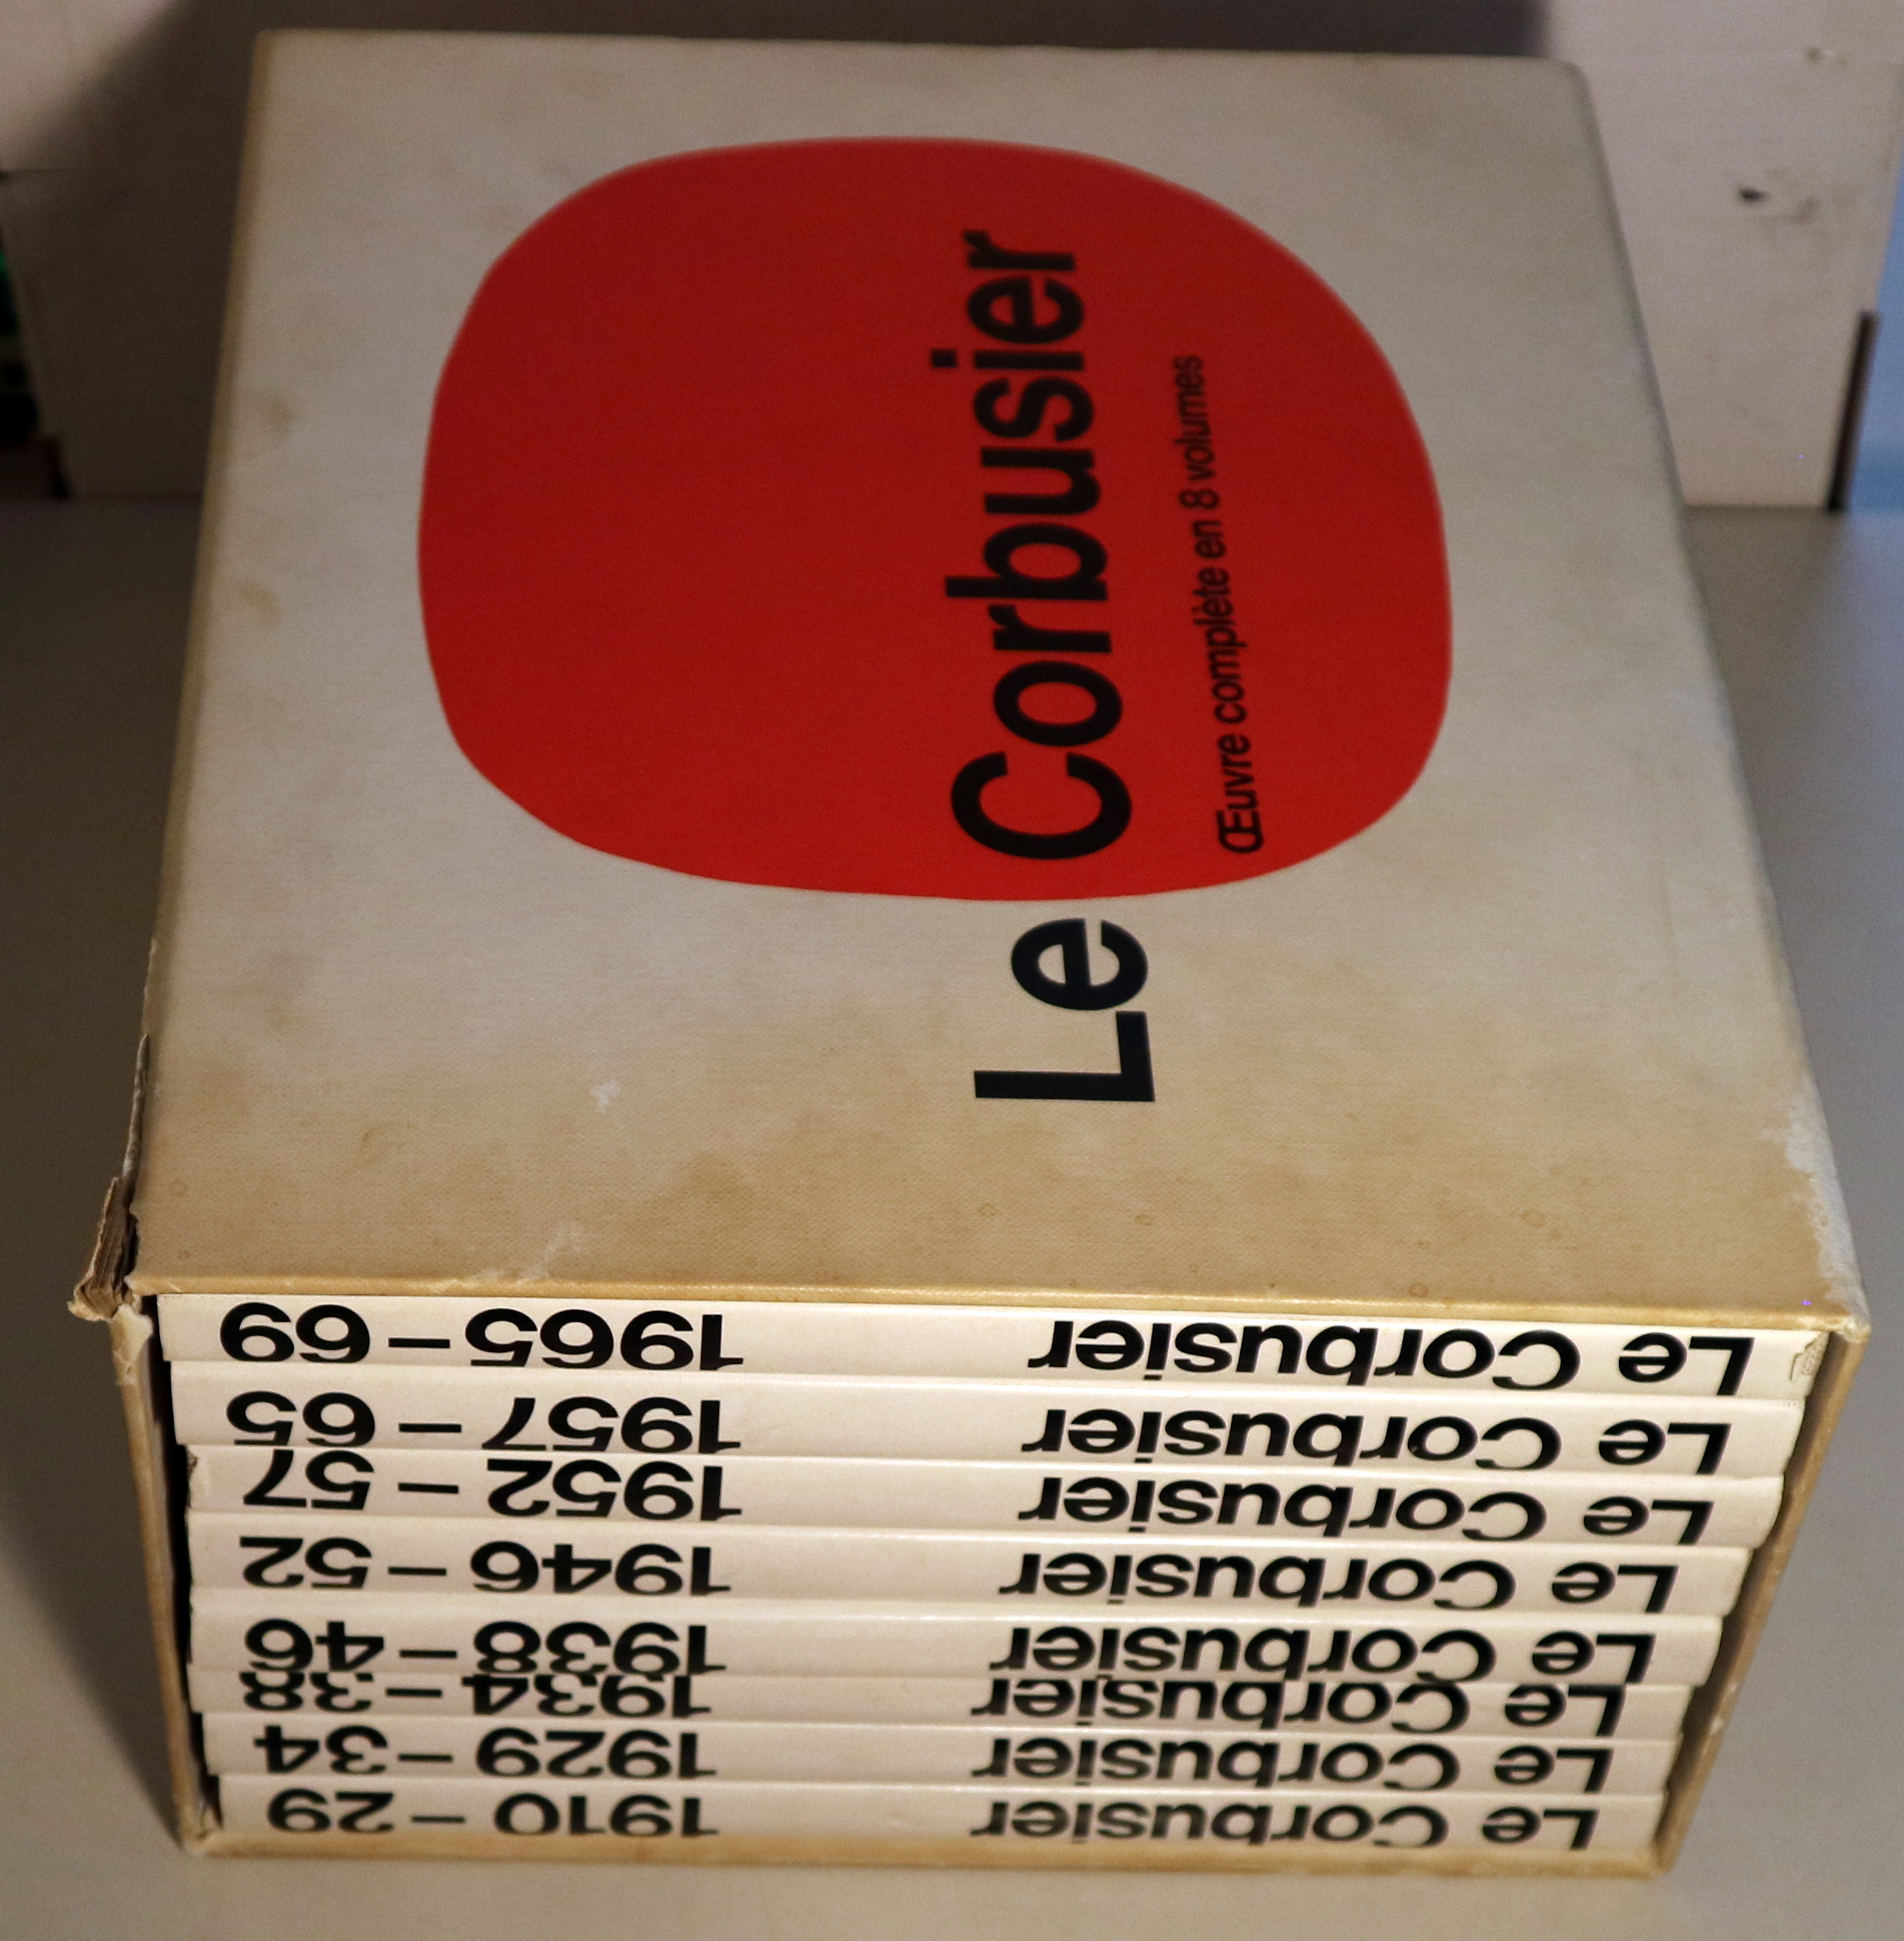 Le Corbusier
Œuvre complète en 8 volumes
Le Corbusier 1965–69
Le Corbusier 1957–65
Le Corbusier 1952–57
Le Corbusier 1946–52
Le Corbusier 1938–46
Le Corbusier 1934–38
Le Corbusier 1929–34
Le Corbusier 1910–29